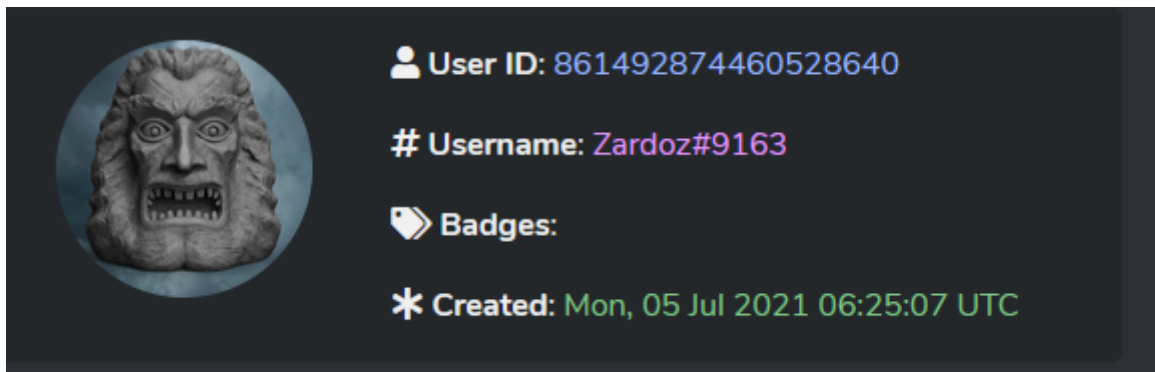 User ID: 861492874460528640
# Username: Zardoz#9163
Badges:
Created: Mon, 05 Jul 2021 06:25:07 UTC